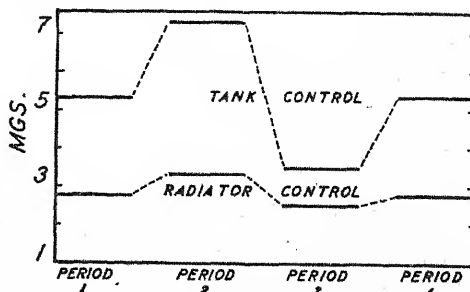 7
5
MGS.
3
1
TANK CONTROL
RADIATOR CONTROL
PERIOD PERIOD PERIOD PERIOD